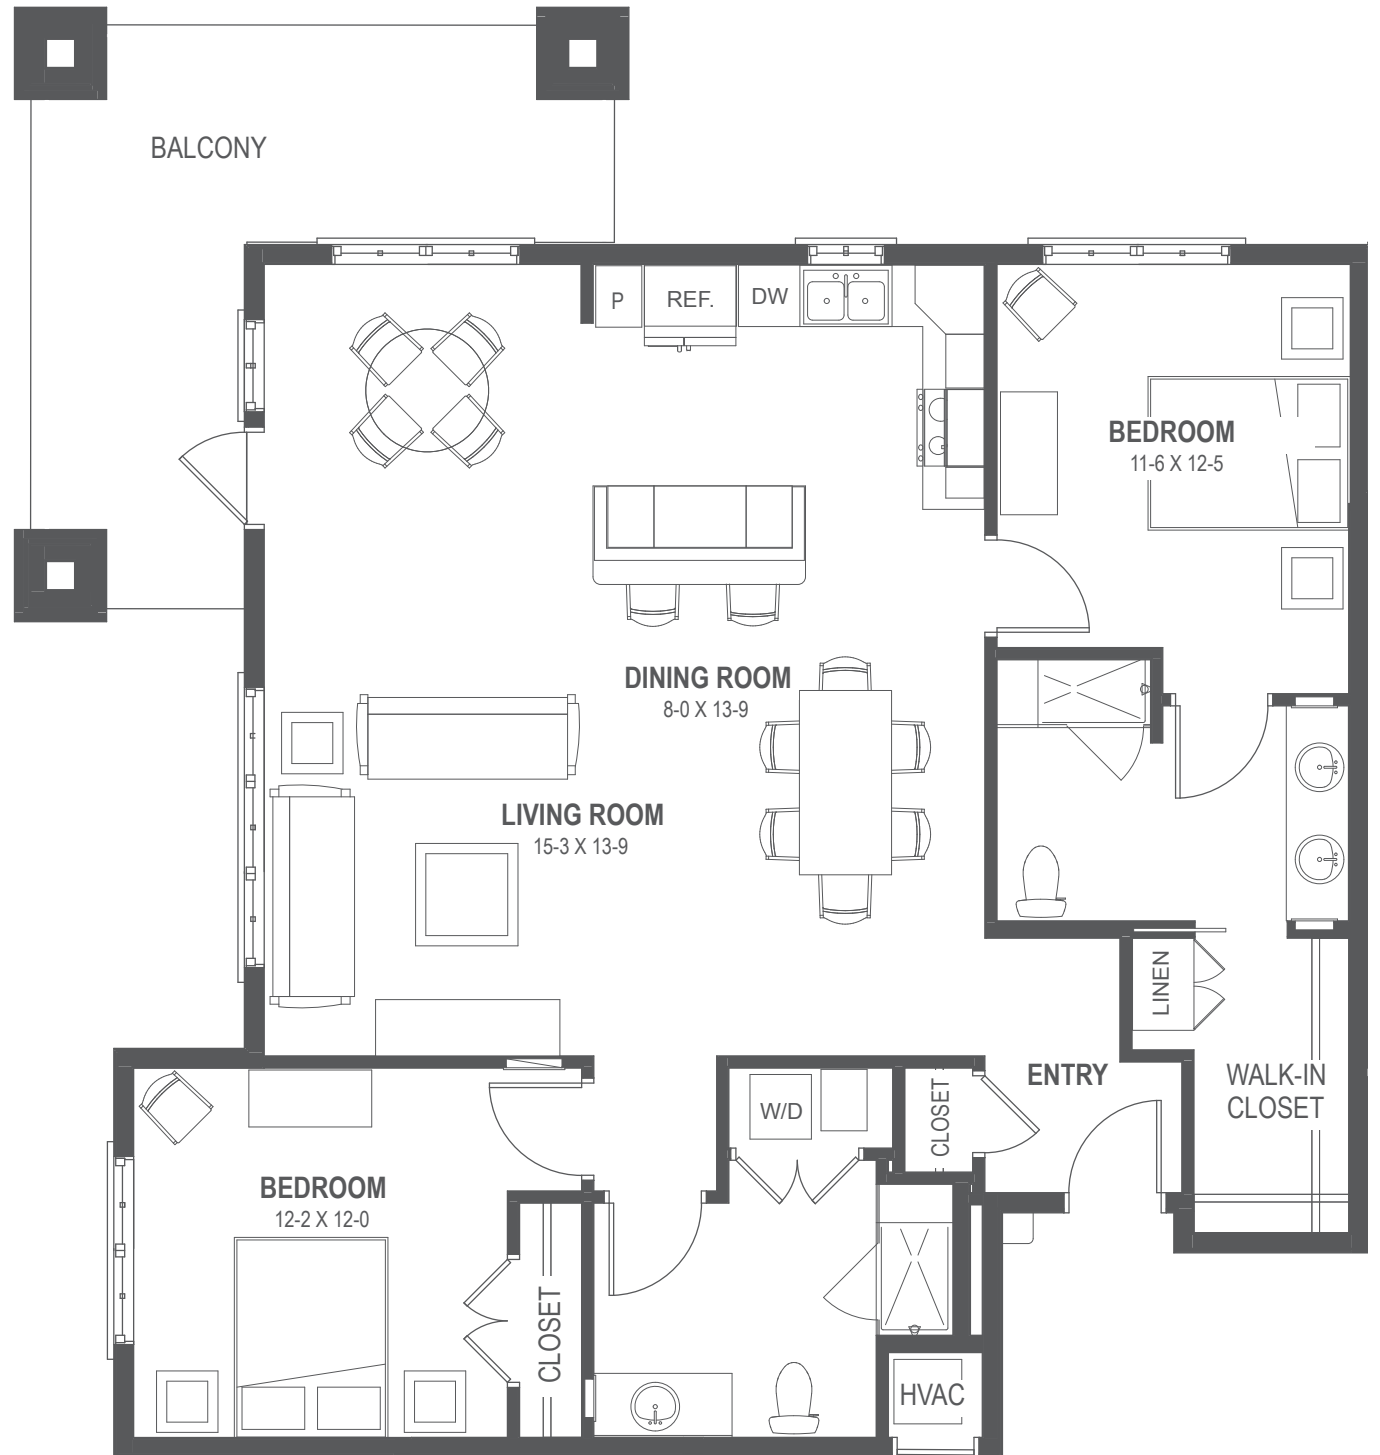 BALCONY
P
REF.
DW
BEDROOM
11-6 X 12-5
DINING ROOM
8-0 X 13-9
LIVING ROOM
15-3 X 13-9
LINEN
ENTRY
WALK-IN
CLOSET
W/D
CLOSET
BEDROOM
12-2 X 12-0
CLOSET
HVAC